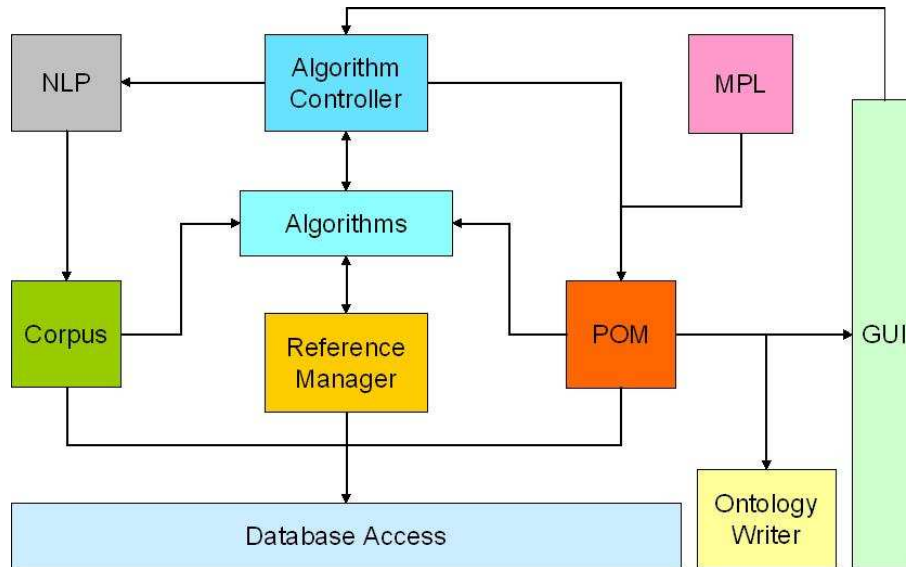 NLP
Algorithm
Controller
MPL
Algorithms
Corpus
Reference
Manager
POM
GUI
Ontology
Writer
Database Access